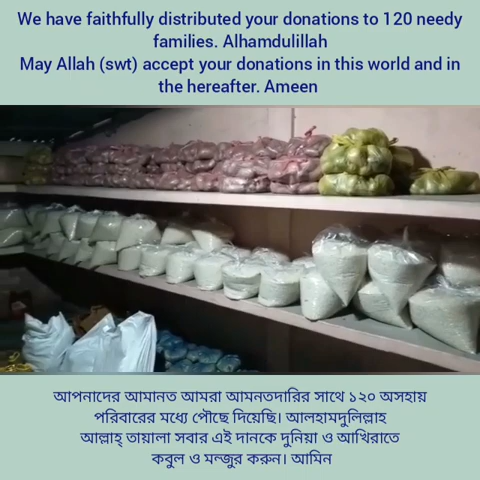 We have faithfully distributed your donations to 120 needy
families. Alhamdulillah
May Allah (swt) accept your donations in this world and in
the hereafter. Ameen
আপনাদের আমানত আমরা আমনতদারির সাথে ১২০ অসহায়
পরিবারের মধ্যে পৌছে দিয়েছি। আলহামদুলিল্লাহ
আল্লাহ্ তায়ালা সবার এই দানকে দুনিয়া ও আখিরাতে
কবুল ও মন্জুর করুন। আমিন